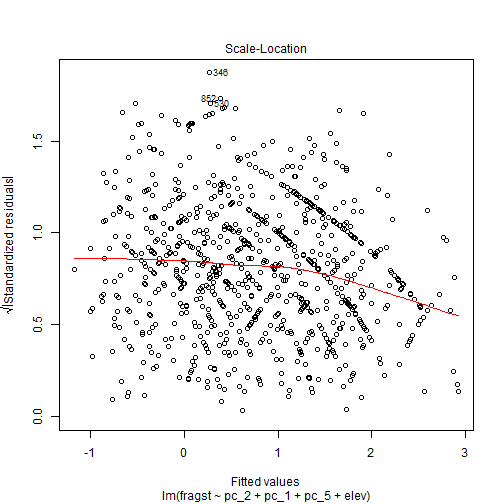 Scale-Location
√|Standardized residuals|
1.5
1.0
0.5
0.0
346
852
530
-1 0 1 2 3
Fitted values
lm(fragst ~ pc_2 + pc_1 + pc_5 + elev)